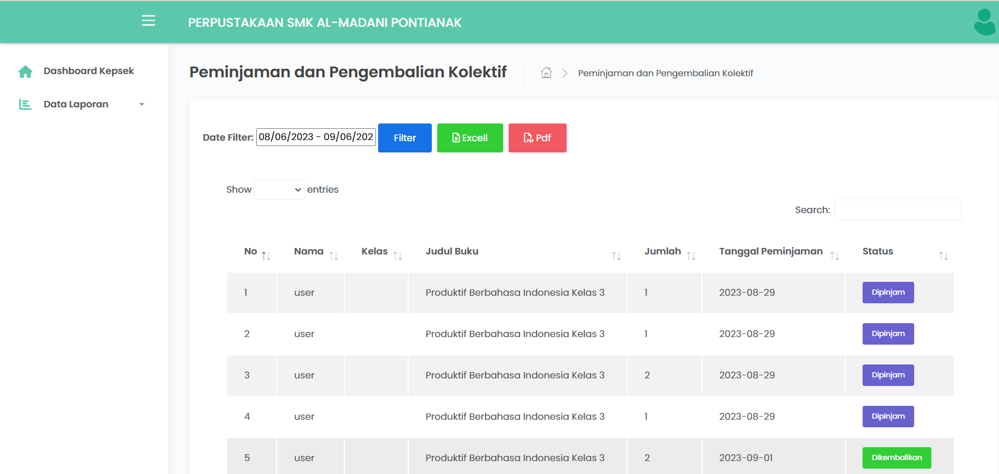 PERPUSTAKAAN SMK AL-MADANI PONTIANAK
Dashboard Kepsek
Data Laporan
Peminjaman dan Pengembalian Kolektif
Peminjaman dan Pengembalian Kolektif
Date Filter: 08/06/2023 - 09/06/202 Filter Excell Pdf
Show entries
Search:
No Nama Kelas Judul Buku Jumlah Tanggal Peminjaman Status
1 user Produktif Berbahasa Indonesia Kelas 3 1 2023-08-29 Dipinjam
2 user Produktif Berbahasa Indonesia Kelas 3 1 2023-08-29 Dipinjam
3 user Produktif Berbahasa Indonesia Kelas 3 2 2023-08-29 Dipinjam
4 user Produktif Berbahasa Indonesia Kelas 3 1 2023-08-29 Dipinjam
5 user Produktif Berbahasa Indonesia Kelas 3 2 2023-09-01 Dikembalikan